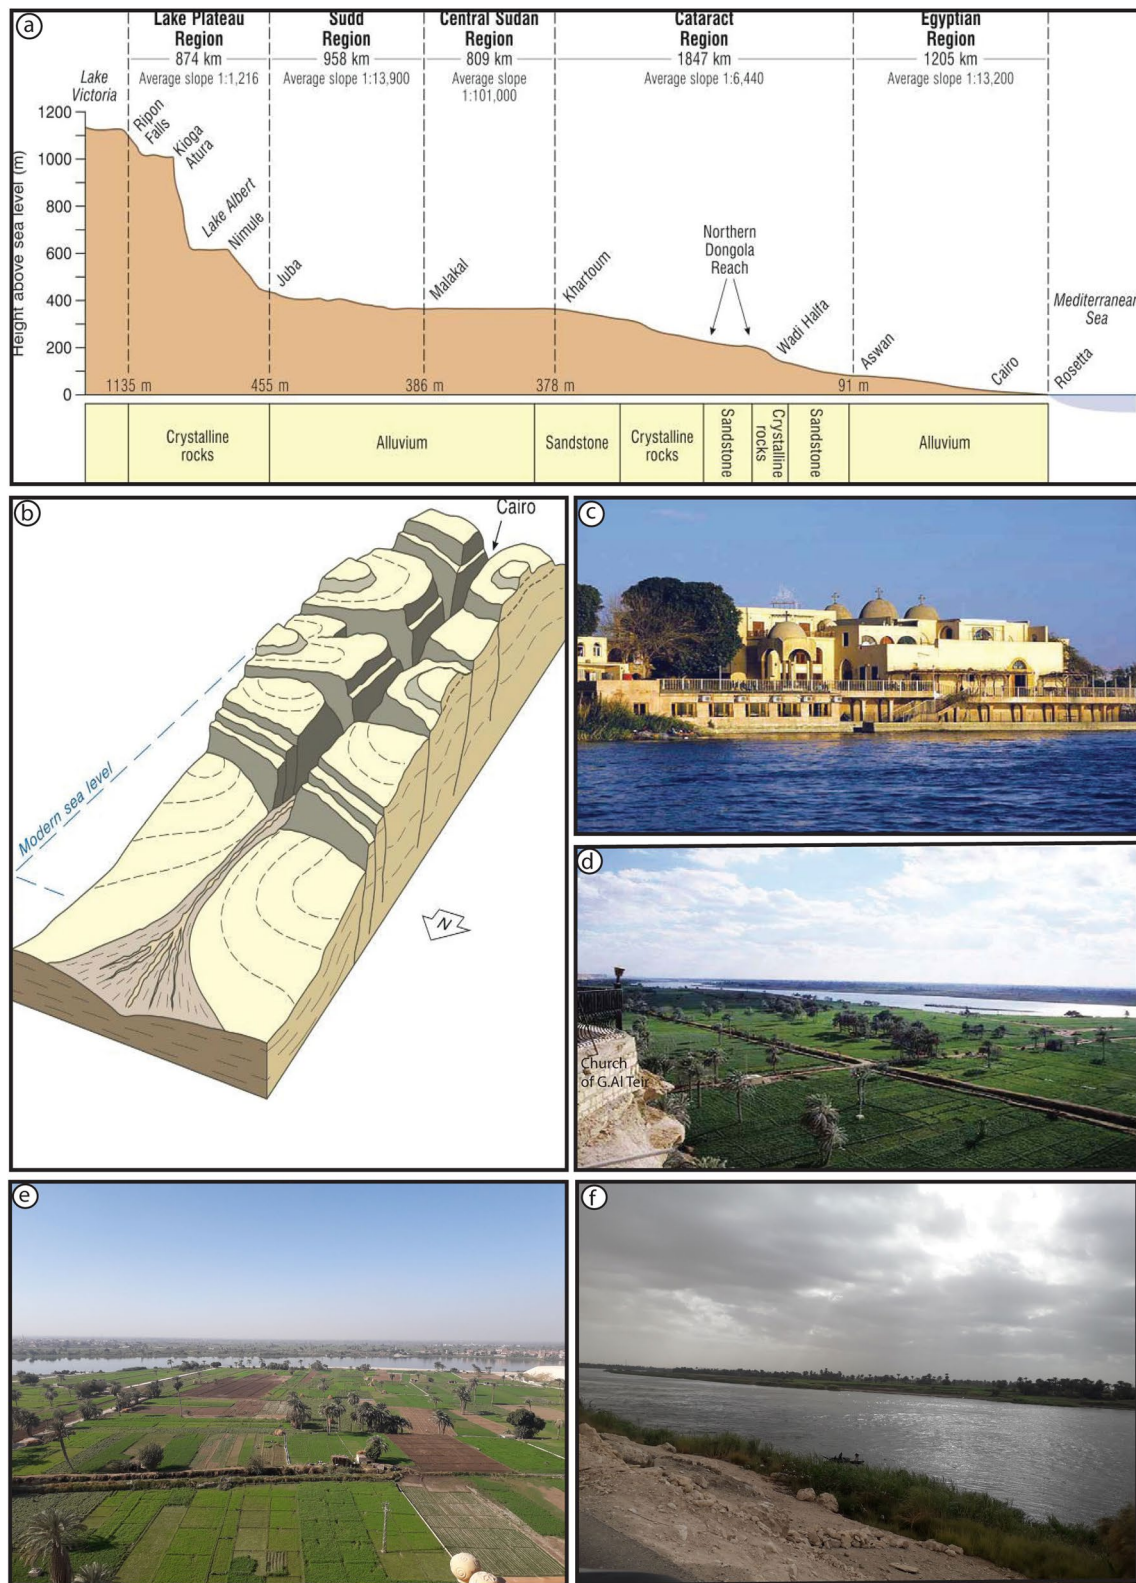 a
Lake Plateau
Region
874 km
Average slope 1:1,216
Sudd
Region
958 km
Average slope 1:13,900
Central Sudan
Region
809 km
Average slope
1:101,000
Cataract
Region
1847 km
Average slope 1:6,440
Egyptian
Region
1205 km
Average slope 1:13,200
Lake
Victoria
Height above sea level (m)
1200
1000
800
600
400
200
0
Ripon
Falls
Kioga
Atura
Lake Albert
Nimule
Juba
Malakal
Khartoum
Northern
Dongola
Reach
Wadi Halfa
Aswan
Cairo
Rosetta
Mediterranean
Sea
1135 m
455 m
386 m
378 m
91 m
Crystalline
rocks
Alluvium
Sandstone
Crystalline
rocks
Sandstone
Crystalline
rocks
Sandstone
Alluvium
b
Cairo
Modern sea level
N
c
d
Church
of G.Al Teir
e
f